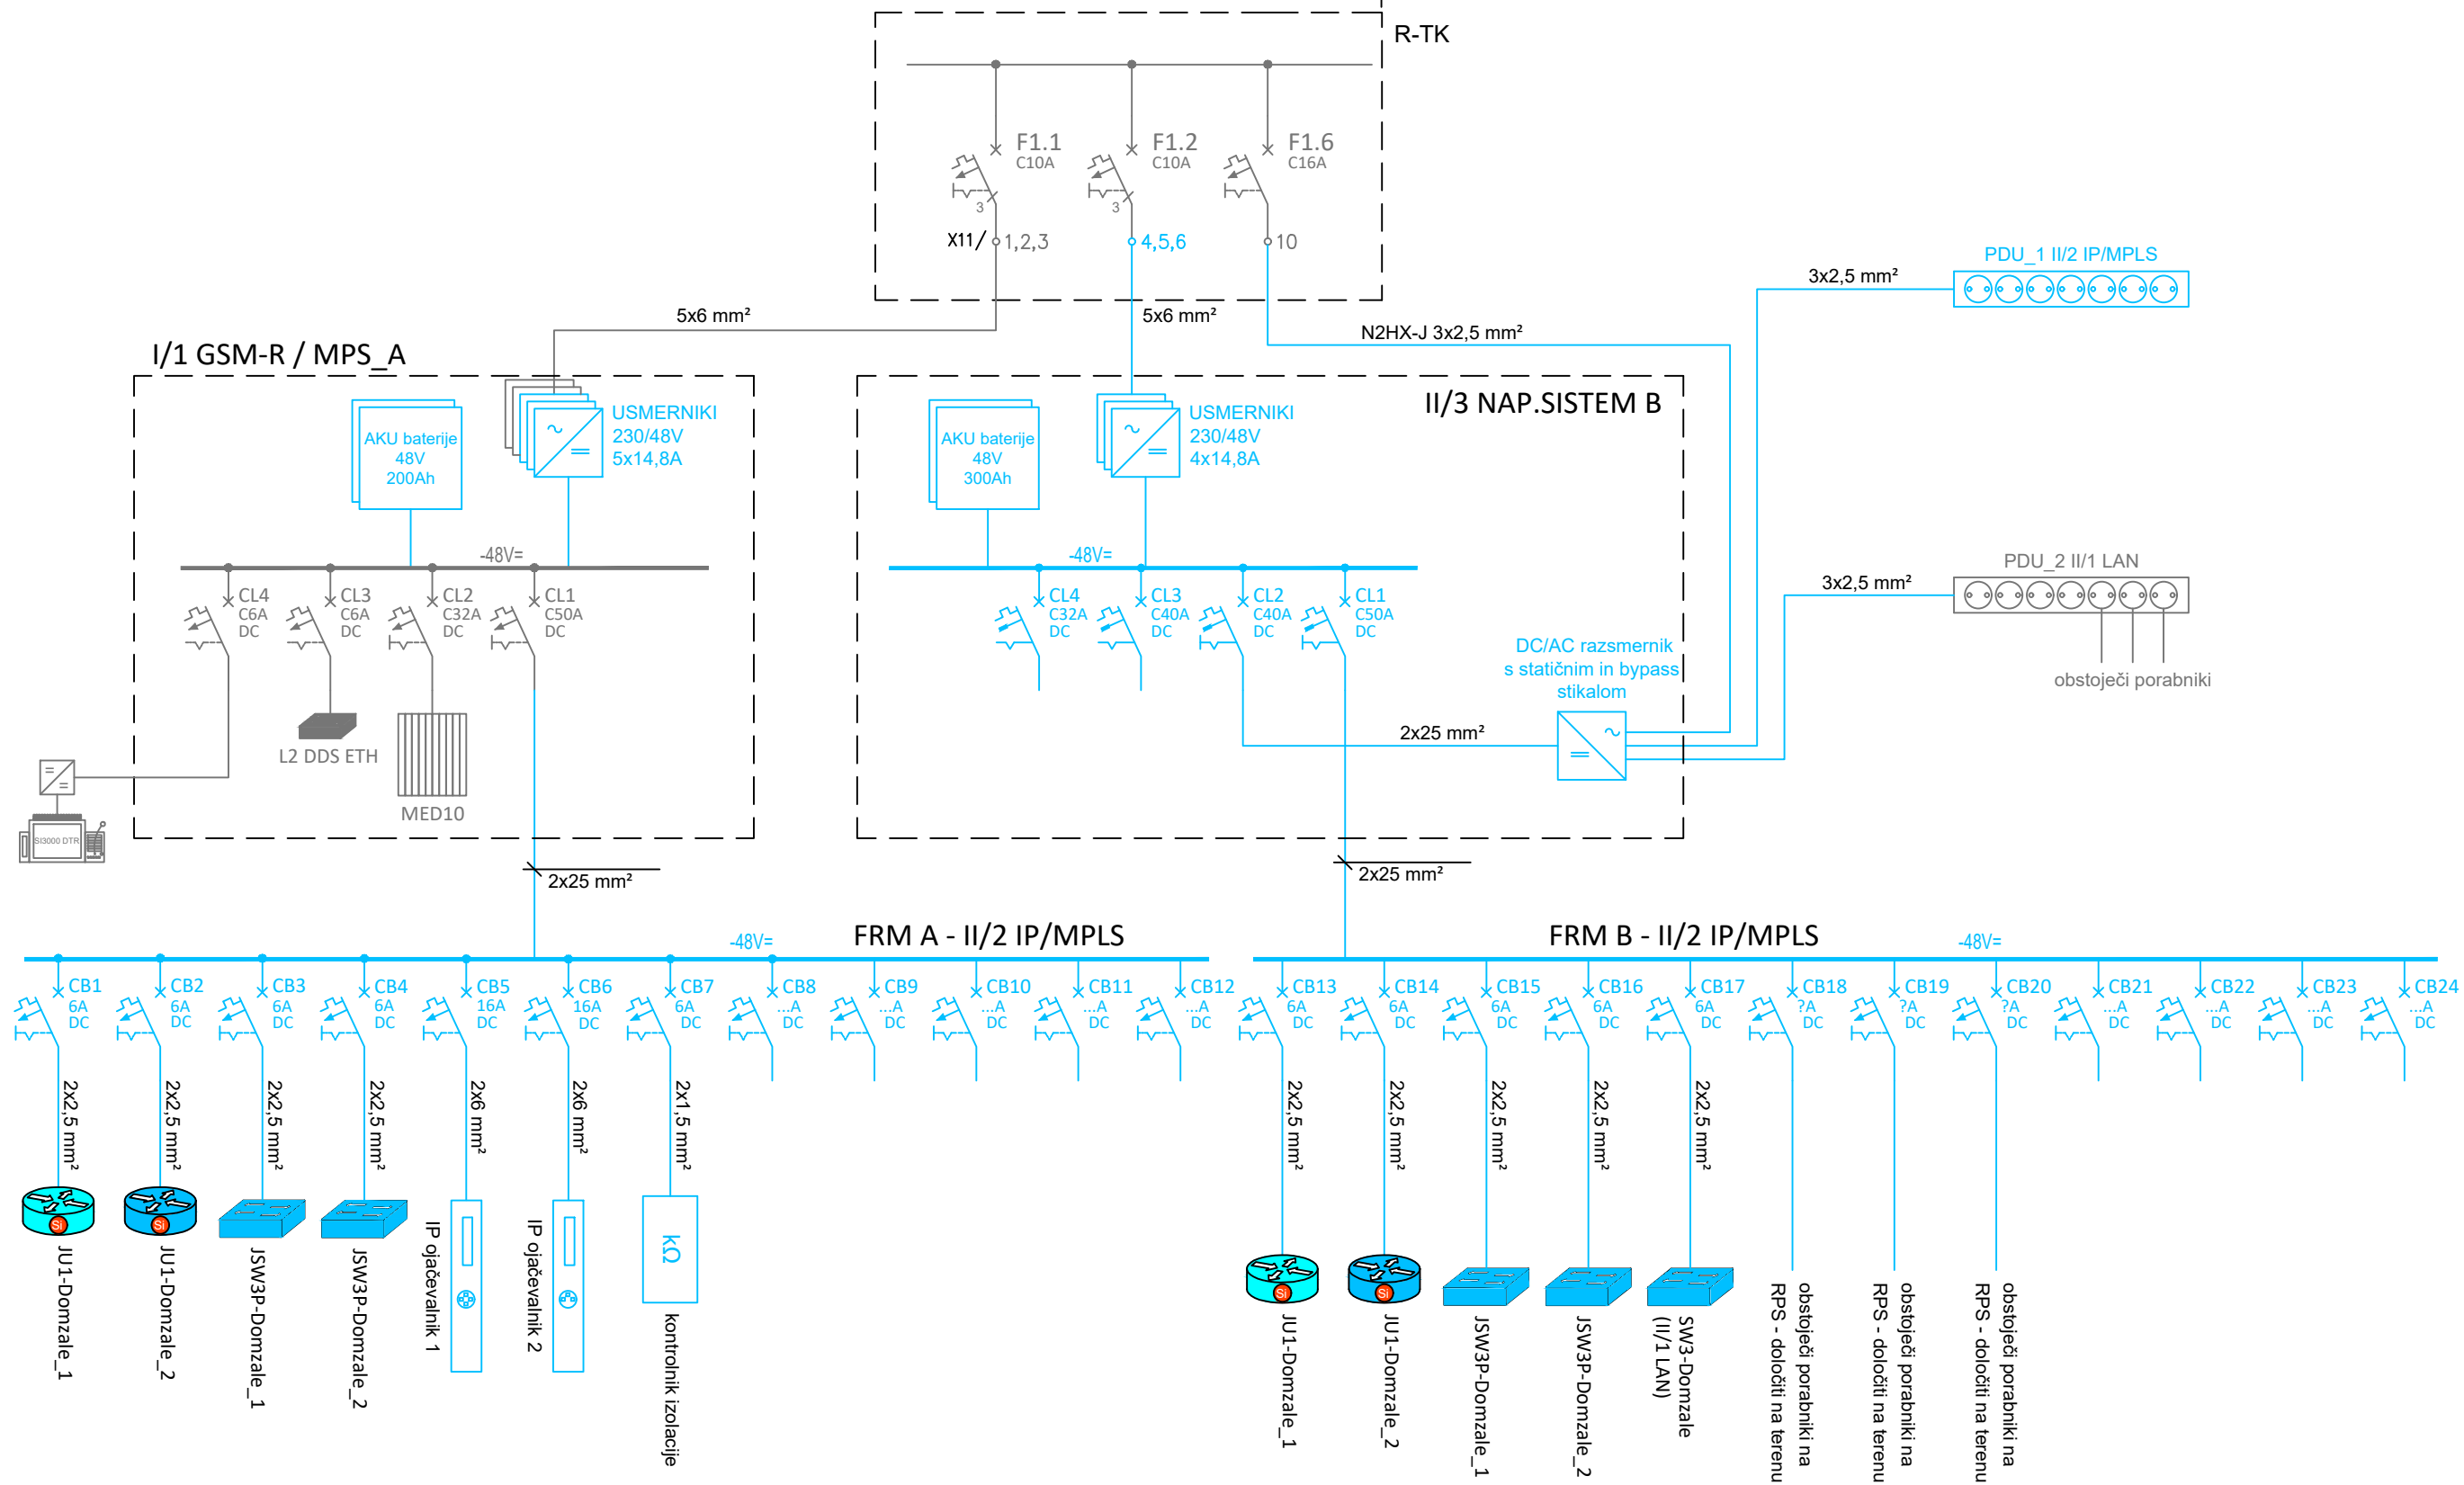 R-TK
F1.1
C10A
F1.2
C10A
F1.6
C16A
3
3
X11/
1,2,3
4,5,6
10
5x6 mm²
5x6 mm²
N2HX-J 3x2,5 mm²
3x2,5 mm²
PDU_1 II/2 IP/MPLS
3x2,5 mm²
PDU_2 II/1 LAN
obstoječi porabniki
I/1 GSM-R / MPS_A
AKU baterije
48V
200Ah
USMERNIKI
230/48V
5x14,8A
-48V=
CL4
C6A
DC
CL3
C6A
DC
CL2
C32A
DC
CL1
C50A
DC
L2 DDS ETH
MED10
SI3000 DTR
2x25 mm²
II/3 NAP.SISTEM B
AKU baterije
48V
300Ah
USMERNIKI
230/48V
4x14,8A
-48V=
CL4
C32A
DC
CL3
C40A
DC
CL2
C40A
DC
CL1
C50A
DC
DC/AC razsmernik
s statičnim in bypass
stikalom
2x25 mm²
2x25 mm²
-48V=
FRM A - II/2 IP/MPLS
CB1
6A
DC
CB2
6A
DC
CB3
6A
DC
CB4
6A
DC
CB5
16A
DC
CB6
16A
DC
CB7
6A
DC
CB8
...A
DC
CB9
...A
DC
CB10
...A
DC
CB11
...A
DC
CB12
...A
DC
2x2,5 mm²
2x2,5 mm²
2x2,5 mm²
2x2,5 mm²
2x6 mm²
2x6 mm²
2x1,5 mm²
Si
Si
kΩ
JU1-Domzale_1
JU1-Domzale_2
JSW3P-Domzale_1
JSW3P-Domzale_2
IP ojačevalnik 1
IP ojačevalnik 2
kontrolnik izolacije
FRM B - II/2 IP/MPLS
-48V=
CB13
6A
DC
CB14
6A
DC
CB15
6A
DC
CB16
6A
DC
CB17
6A
DC
CB18
?A
DC
CB19
?A
DC
CB20
?A
DC
CB21
...A
DC
CB22
...A
DC
CB23
...A
DC
CB24
...A
DC
2x2,5 mm²
2x2,5 mm²
2x2,5 mm²
2x2,5 mm²
2x2,5 mm²
Si
Si
JU1-Domzale_1
JU1-Domzale_2
JSW3P-Domzale_1
JSW3P-Domzale_2
SW3-Domzale
(II/1 LAN)
obstoječi porabniki na
RPS - določiti na terenu
obstoječi porabniki na
RPS - določiti na terenu
obstoječi porabniki na
RPS - določiti na terenu